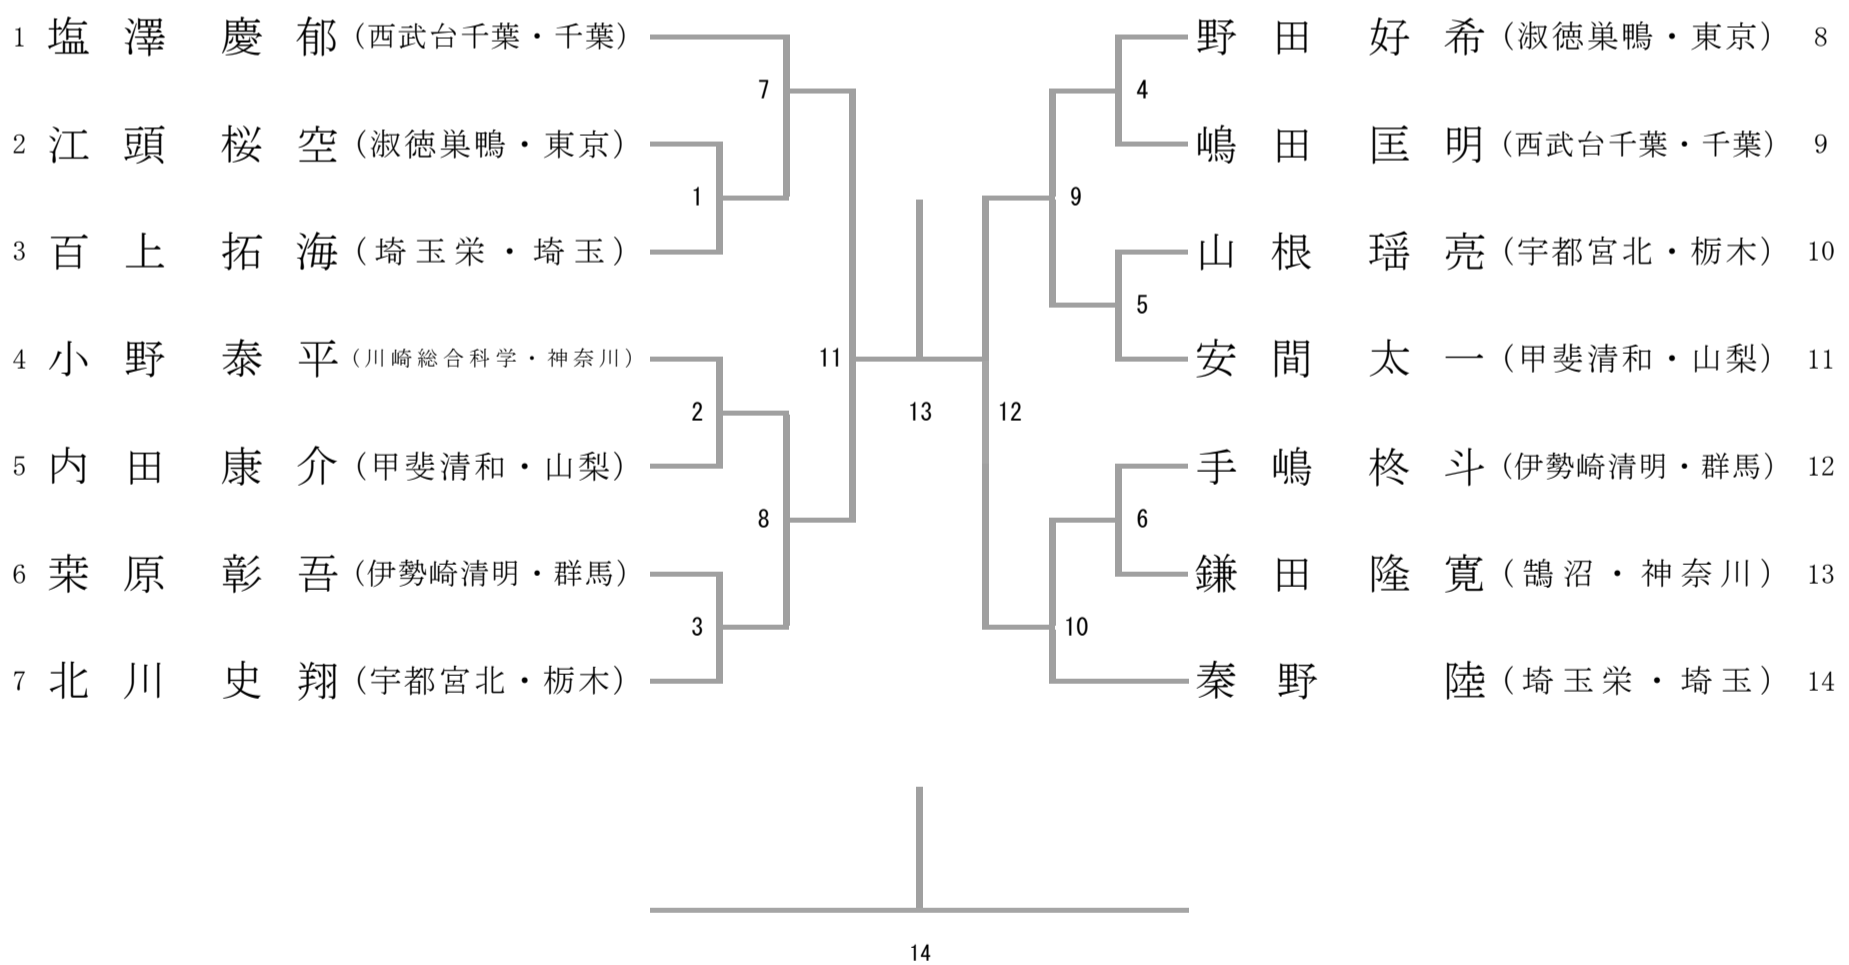 1 塩澤 慶郁 (西武台千葉・千葉)
7
2 江頭 桜空 (淑徳巣鴨・東京)
1
3 百上 拓海 (埼玉栄・埼玉)
4 小野 泰平 (川崎総合科学・神奈川)
11
2
5 内田 康介 (甲斐清和・山梨)
8
6 桒原 彰吾 (伊勢崎清明・群馬)
3
7 北川 史翔 (宇都宮北・栃木)
13
野田 好希 (淑徳巣鴨・東京) 8
4
嶋田 匡明 (西武台千葉・千葉) 9
9
山根 瑶亮 (宇都宮北・栃木) 10
5
安間 太一 (甲斐清和・山梨) 11
12
手嶋 柊斗 (伊勢崎清明・群馬) 12
6
鎌田 隆寛 (鵠沼・神奈川) 13
10
秦野 陸 (埼玉栄・埼玉) 14
14